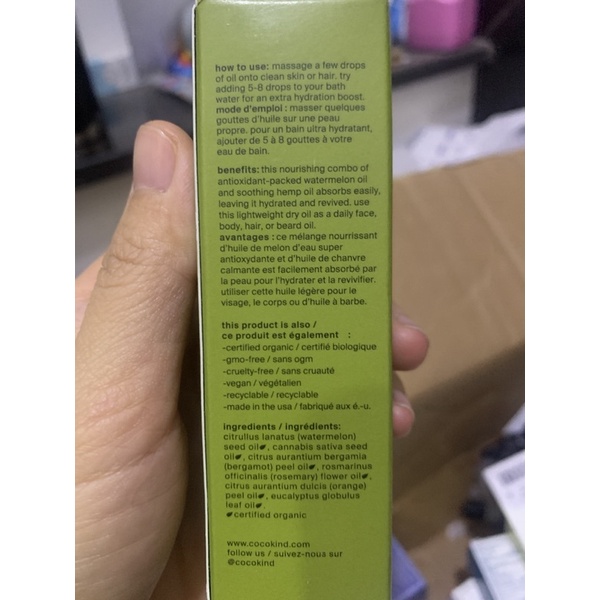 how to use: massage a few drops
of oil onto clean skin or hair. try
adding 5-8 drops to your bath
water for an extra hydration boost.
mode d'emploi : masser quelques
gouttes d'huile sur une peau
propre. pour un bain ultra hydratant,
ajouter de 5 à 8 gouttes à votre
eau de bain.
benefits: this nourishing combo of
antioxidant-packed watermelon oil
and soothing hemp oil absorbs easily,
leaving it hydrated and revived. use
this lightweight dry oil as a daily face,
body, hair, or beard oil.
avantages : ce mélange nourrissant
d'huile de melon d'eau super
antioxydante et d'huile de chanvre
calmante est facilement absorbé par
la peau pour l'hydrater et la revivifier.
utiliser cette huile légère pour le
visage, le corps ou d'huile à barbe.
this product is also /
ce produit est également :
-certified organic / certifié biologique
-gmo-free / sans ogm
-cruelty-free / sans cruauté
-vegan / végétalien
-recyclable / recyclable
-made in the usa / fabriqué aux é.-u.
ingredients / ingrédients:
citrullus lanatus (watermelon)
seed oil, cannabis sativa seed
oil, citrus aurantium bergamia
(bergamot) peel oil, rosmarinus
officinalis (rosemary) flower oil,
citrus aurantium dulcis (orange)
peel oil, eucalyptus globulus
leaf oil.
certified organic
www.cocokind.com
follow us / suivez-nous sur
@cocokind